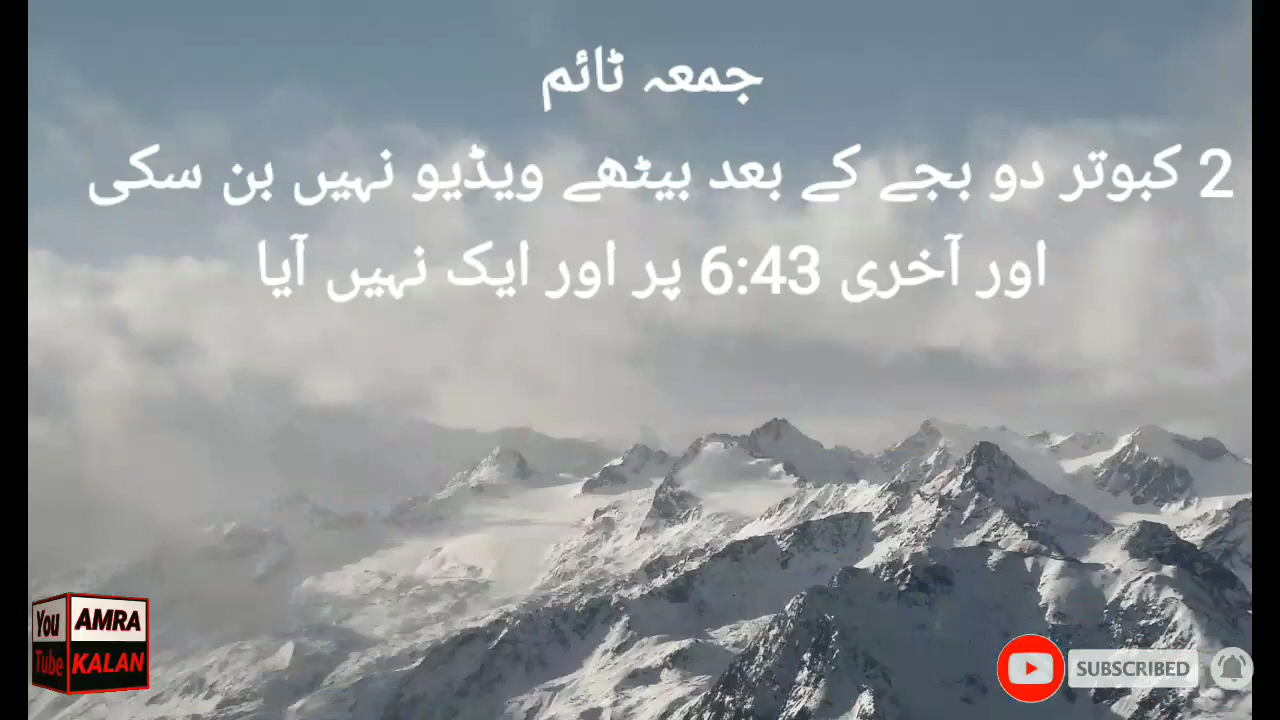 جمعہ ٹائم
2 کبوتر دو بجے کے بعد بیٹھے ویڈیو نہیں بن سکی
اور آخری 6:43 پر اور ایک نہیں آیا
You AMRA
Tube KALAN
SUBSCRIBED